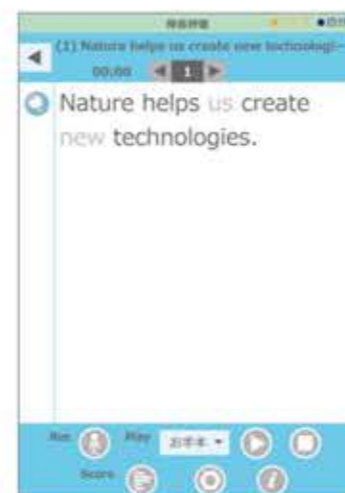 (1) Nature helps us create new technologi-
00:00
1
Nature helps us create
new technologies.
Rec
Play
お手本
Score